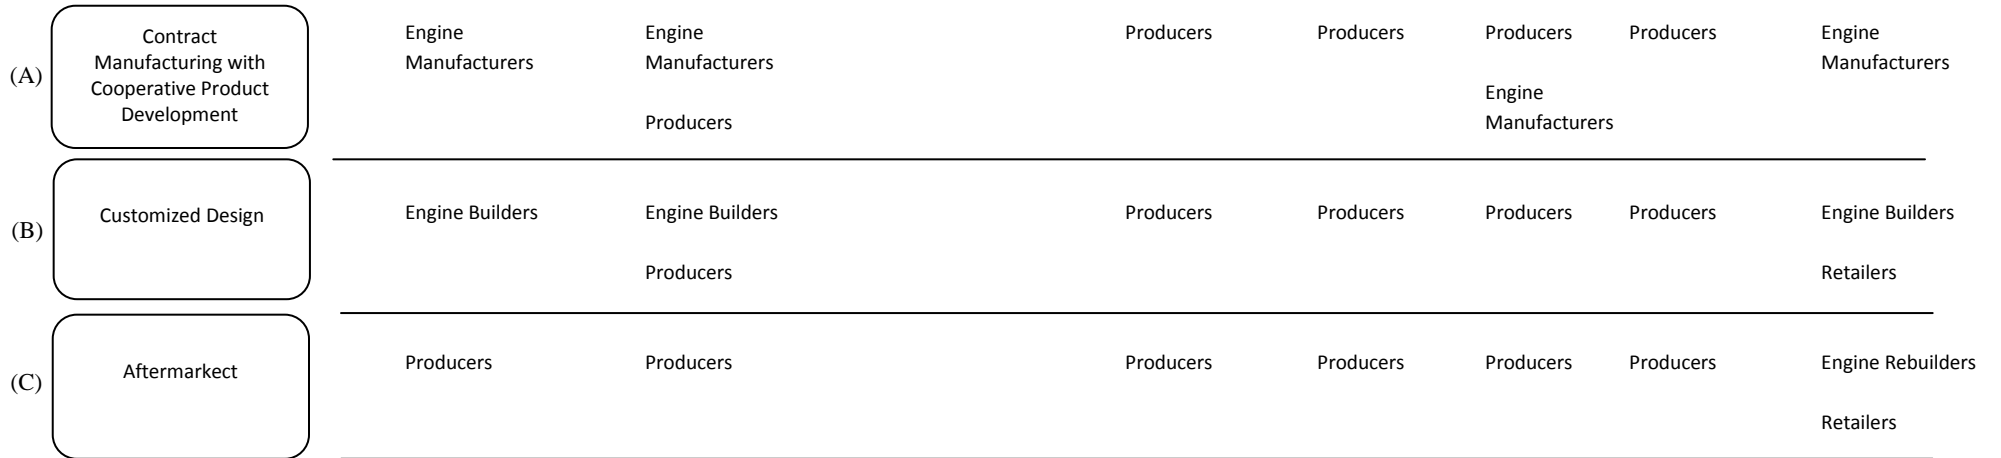 Contract
Manufacturing with
Cooperative Product
Development
(A)
Engine Engine Producers Producers Producers Producers Engine
Manufacturers Manufacturers Manufacturers
Engine
Producers Manufacturers
Customized Design
(B)
Engine Builders Engine Builders Producers Producers Producers Producers Engine Builders
Producers Retailers
Aftermarkect
(C)
Producers Producers Producers Producers Producers Producers Engine Rebuilders
Retailers